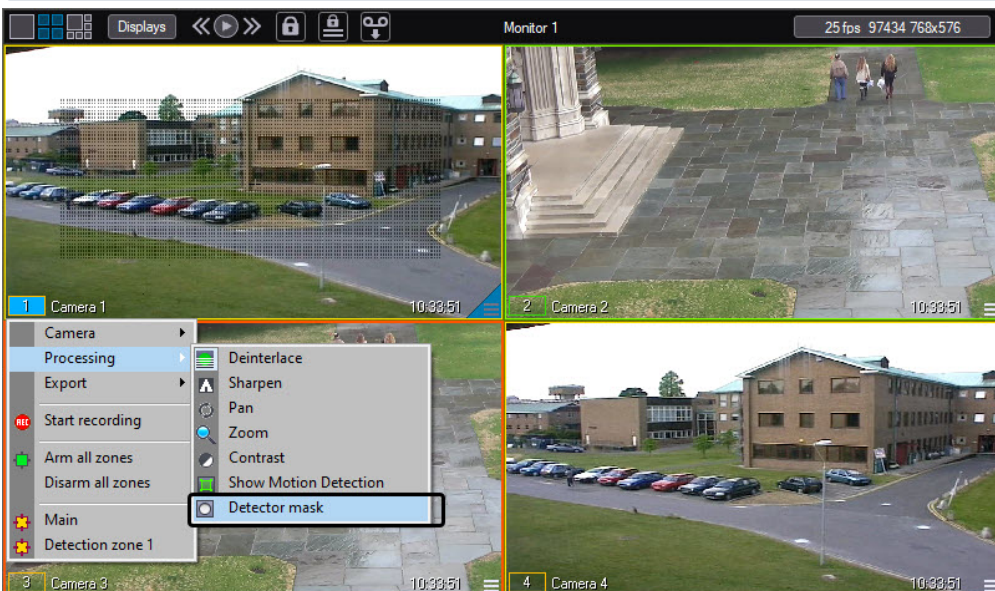 Displays
Monitor 1
25 fps 97434 768x576
1 Camera 1 10:33:51
2 Camera 2 10:33:51
Camera
Processing
Export
REC Start recording
Arm all zones
Disarm all zones
Main
Detection zone 1
Deinterlace
Sharpen
Pan
Zoom
Contrast
Show Motion Detection
Detector mask
3 Camera 3 10:33:51
4 Camera 4 10:33:51